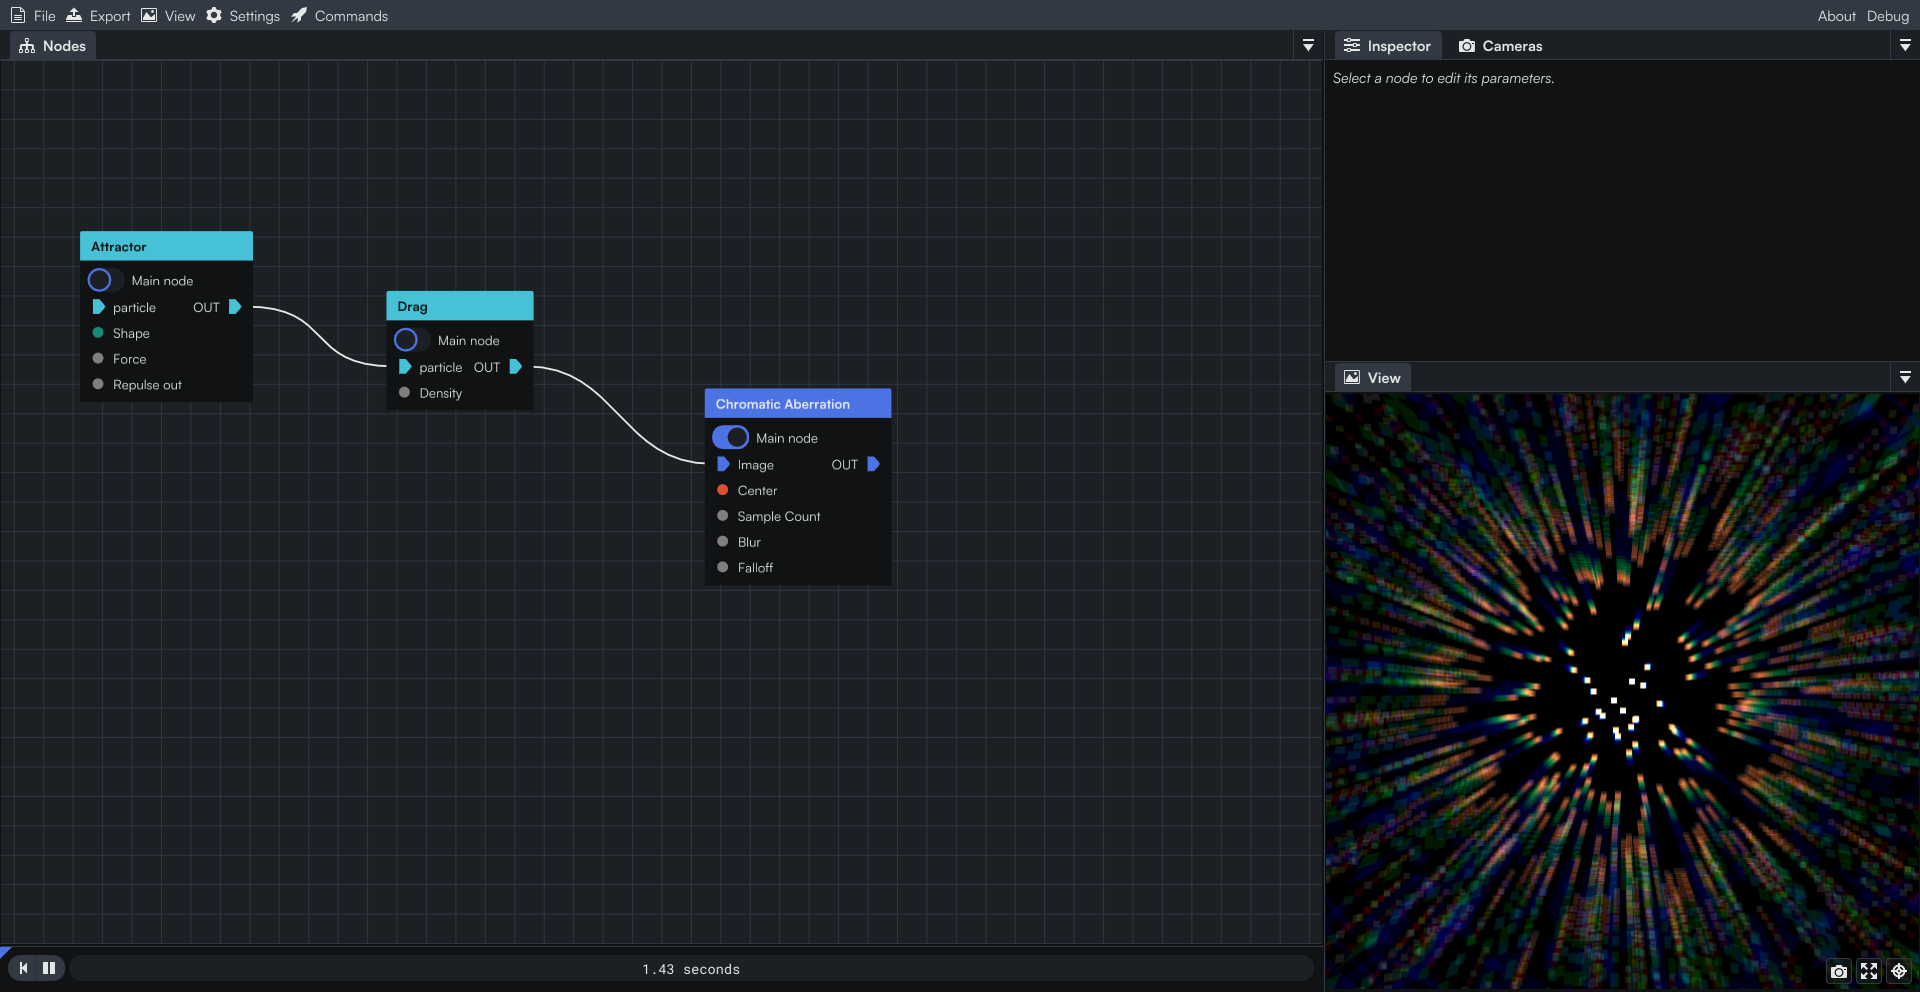 File Export View Settings Commands About Debug
Nodes
Inspector Cameras
Select a node to edit its parameters.
Attractor
Main node
particle OUT
Shape
Force
Repulse out
Drag
Main node
particle OUT
Density
Chromatic Aberration
Main node
Image OUT
Center
Sample Count
Blur
Falloff
View
1.43 seconds